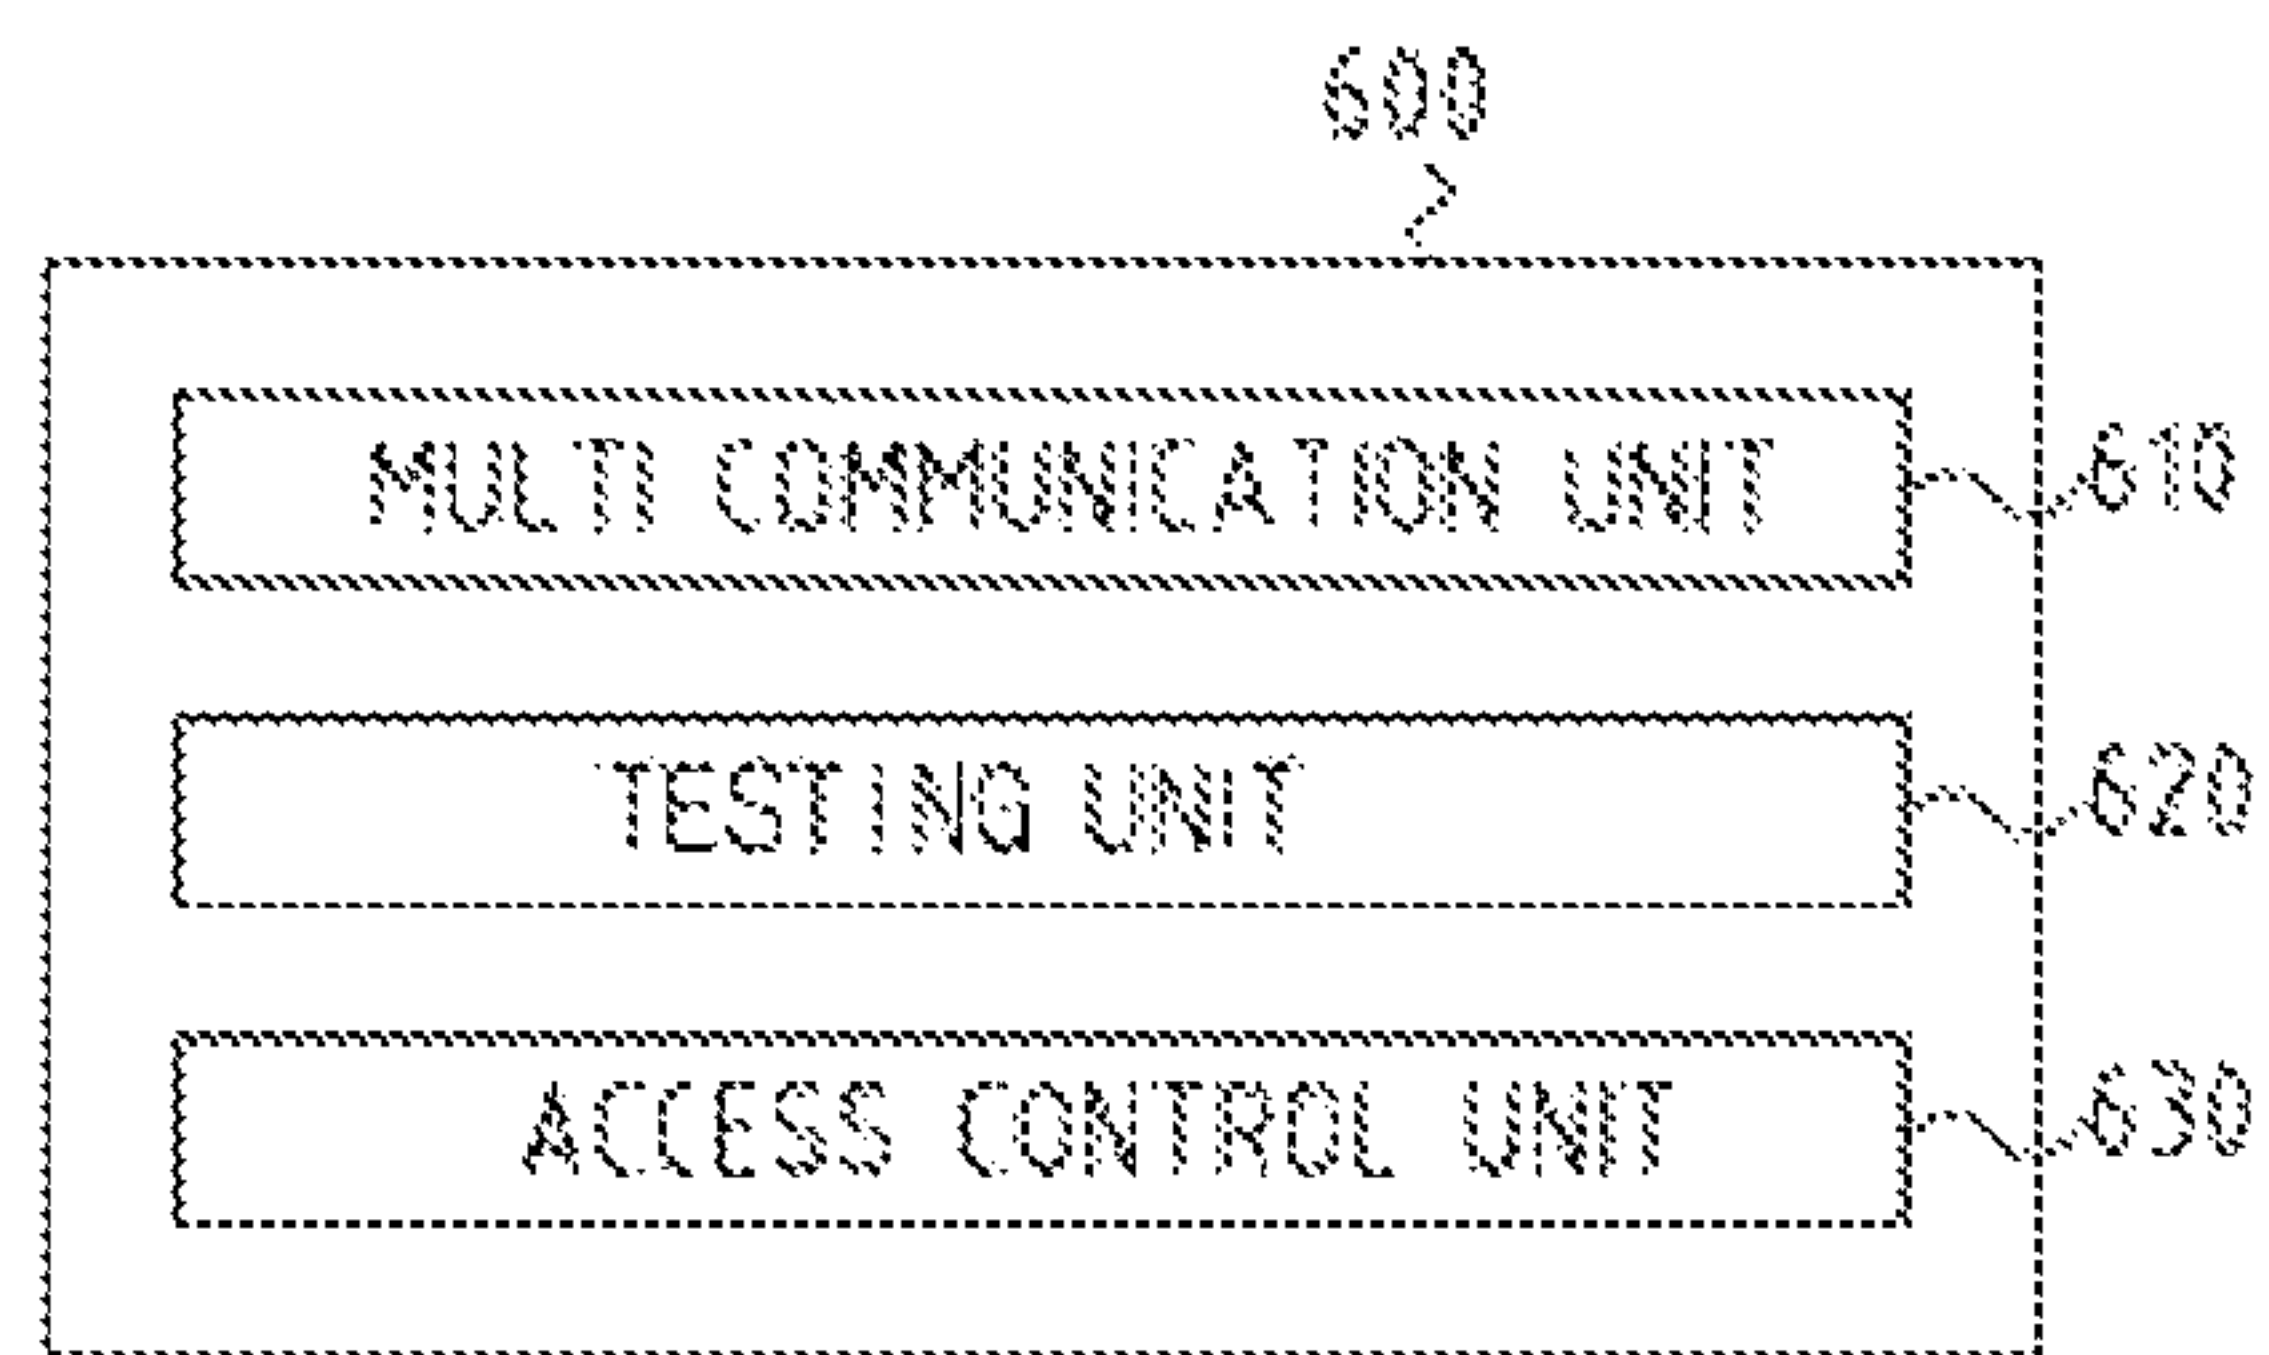 600
MULTI COMMUNICATION UNIT 610
TESTING UNIT 620
ACCESS CONTROL UNIT 630